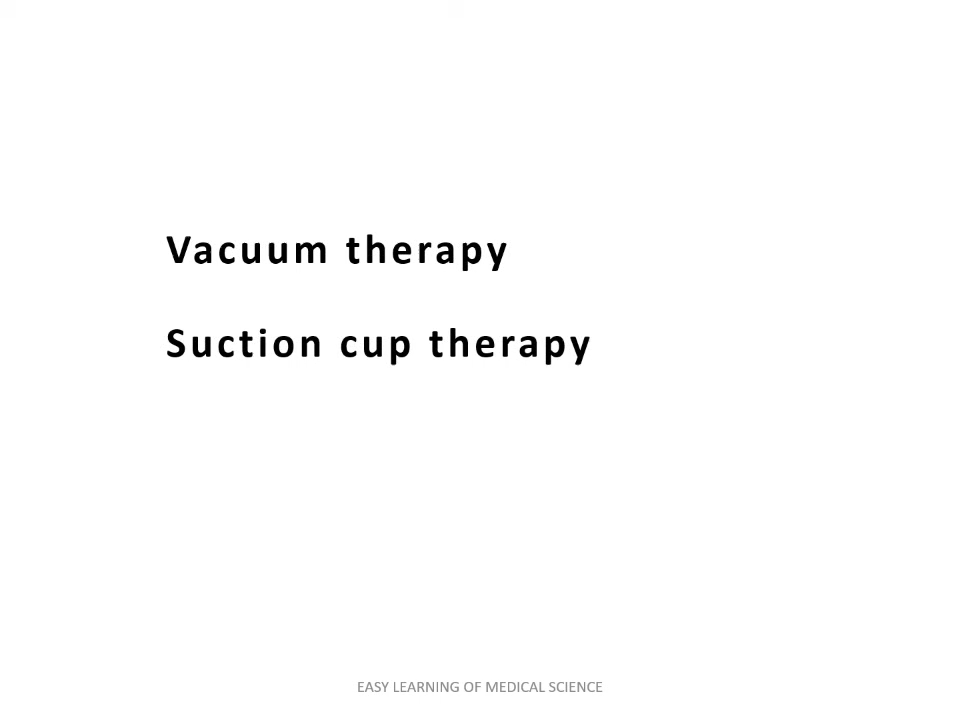 Vacuum therapy
Suction cup therapy
EASY LEARNING OF MEDICAL SCIENCE